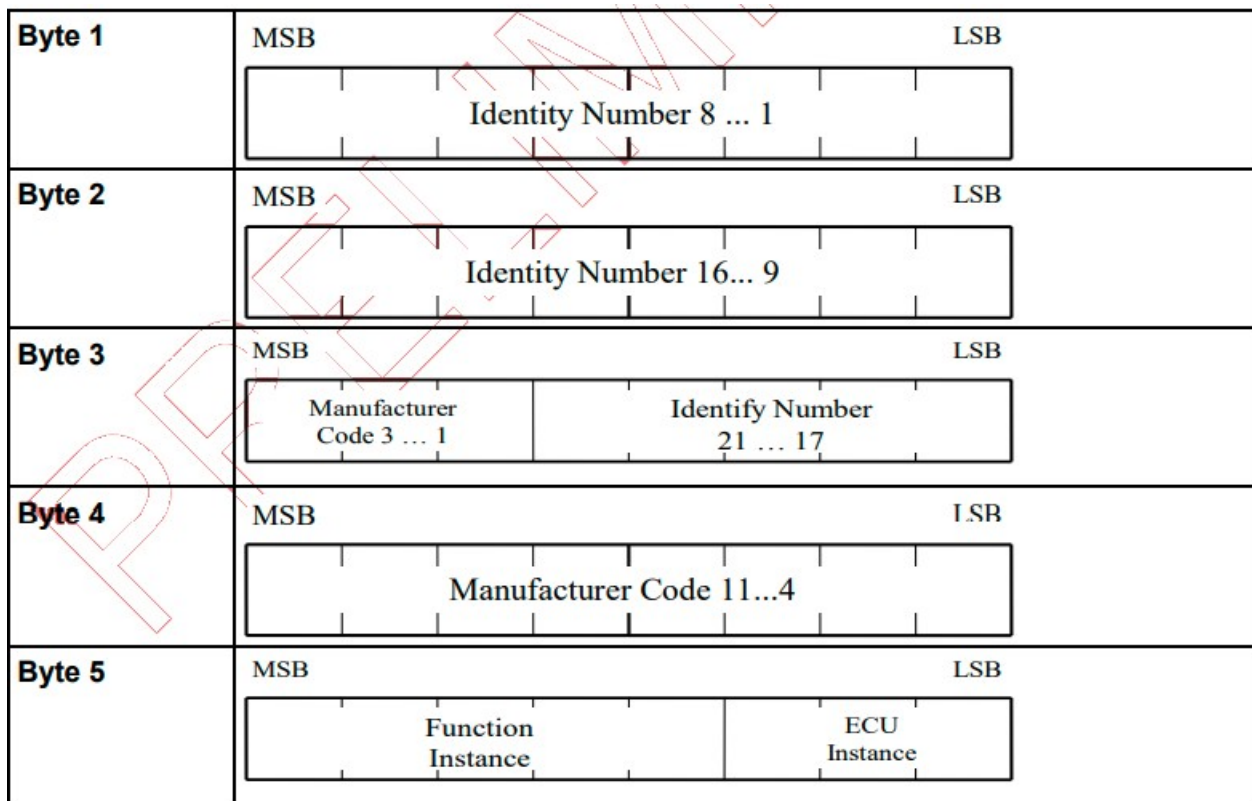 Byte 1
MSB LSB
Identity Number 8 ... 1
Byte 2
MSB LSB
Identity Number 16... 9
Byte 3
MSB LSB
Manufacturer Identify Number
Code 3 … 1 21 … 17
Byte 4
MSB LSB
Manufacturer Code 11...4
Byte 5
MSB LSB
Function ECU
Instance Instance